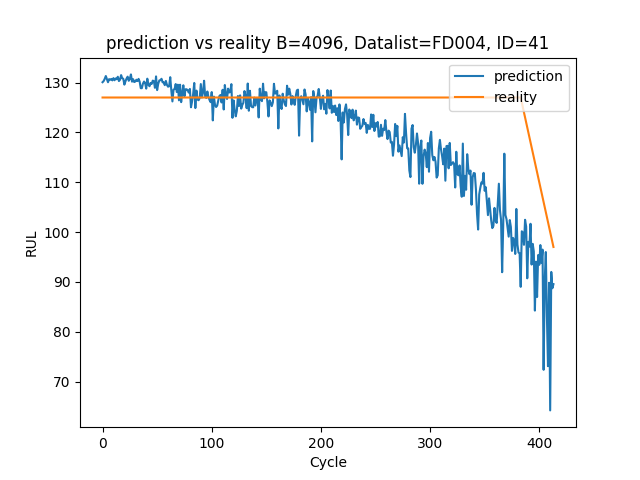 prediction vs reality B=4096, Datalist=FD004, ID=41
prediction
reality
130
120
110
100
90
80
70
RUL
0
100
200
300
400
Cycle